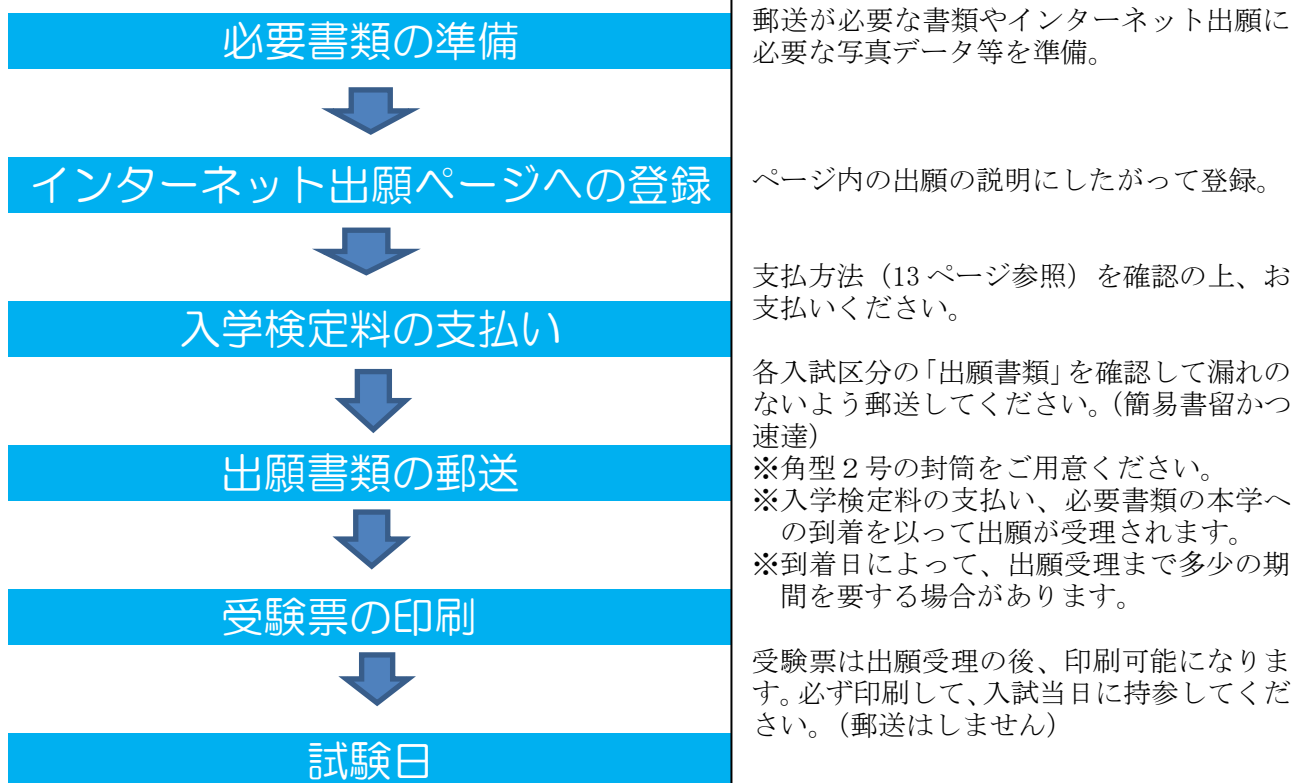 必要書類の準備
郵送が必要な書類やインターネット出願に
必要な写真データ等を準備。
インターネット出願ページへの登録
ページ内の出願の説明にしたがって登録。
入学検定料の支払い
支払方法（13 ページ参照）を確認の上、お
支払いください。
出願書類の郵送
各入試区分の「出願書類」を確認して漏れの
ないよう郵送してください。（簡易書留かつ
速達）
※角型２号の封筒をご用意ください。
※入学検定料の支払い、必要書類の本学へ
の到着を以って出願が受理されます。
※到着日によって、出願受理まで多少の期
間を要する場合があります。
受験票の印刷
受験票は出願受理の後、印刷可能になりま
す。必ず印刷して、入試当日に持参してくだ
さい。（郵送はしません）
試験日